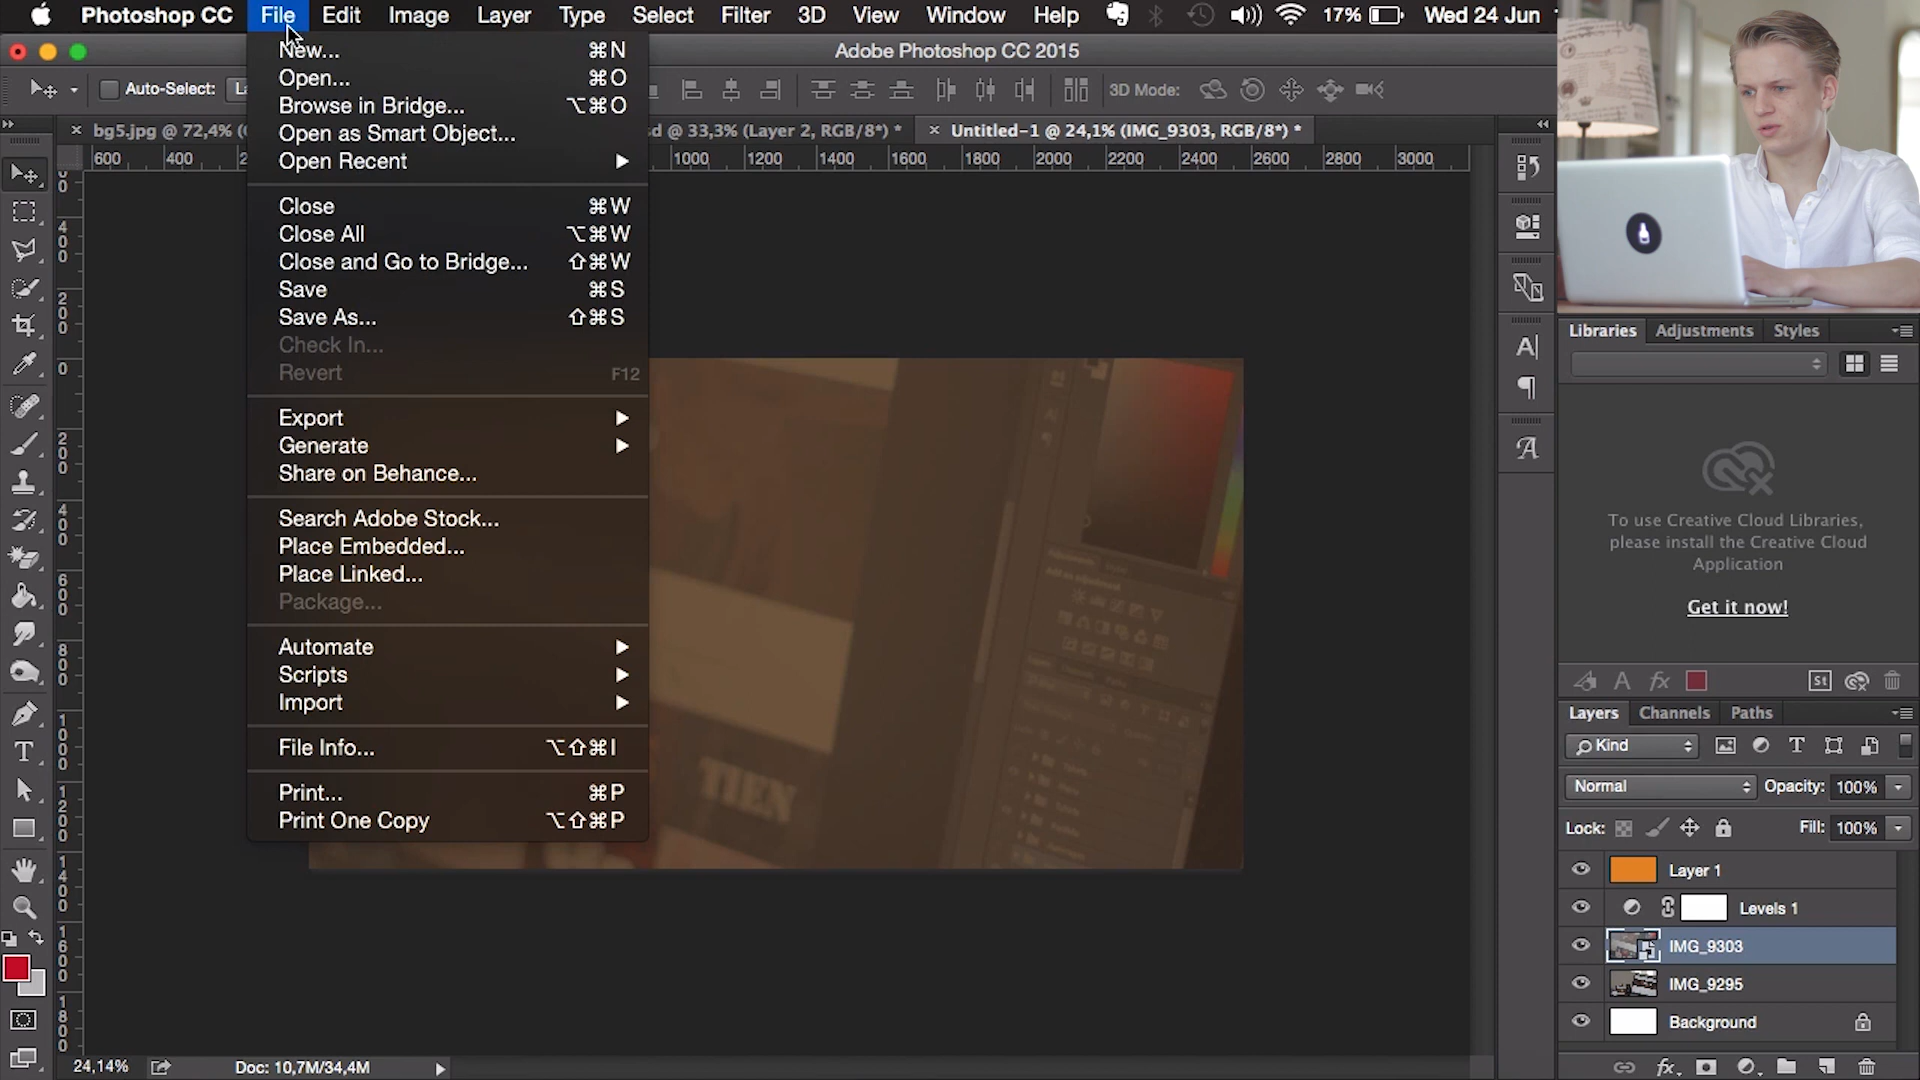 Photoshop CC File Edit Image Layer Type Select Filter 3D View Window Help 17% Wed 24 Jun
Adobe Photoshop CC 2015
Auto-Select: 3D Mode:
bg5.jpg @ 72,4% d @ 33,3% (Layer 2, RGB/8*) * Untitled-1 @ 24,1% (IMG_9303, RGB/8*) *
600 400 1000 1200 1400 1600 1800 2000 2200 2400 2600 2800 3000
New... ⌘N
Open... ⌘O
Browse in Bridge... ⌥⌘O
Open as Smart Object...
Open Recent
Close ⌘W
Close All ⌥⌘W
Close and Go to Bridge... ⇧⌘W
Save ⌘S
Save As... ⇧⌘S
Check In...
Revert F12
Export
Generate
Share on Behance...
Search Adobe Stock...
Place Embedded...
Place Linked...
Package...
Automate
Scripts
Import
File Info... ⌥⇧⌘I
Print... ⌘P
Print One Copy ⌥⇧⌘P
TIEN
Libraries Adjustments Styles
To use Creative Cloud Libraries,
please install the Creative Cloud
Application
Get it now!
St
Layers Channels Paths
Kind
Normal Opacity: 100%
Lock: Fill: 100%
Layer 1
Levels 1
IMG_9303
IMG_9295
Background
24,14% Doc: 10,7M/34,4M